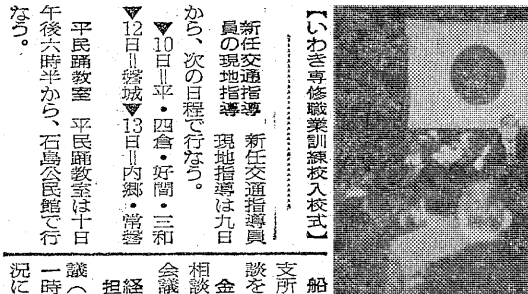 【いわき専修職業訓練校入校式】
新任交通指導　新任交通指導員
員の現地指導　現地指導は九日
から、次の日程で行なう。
▼10日＝平・四倉・好間・三和
▼12日＝磐城▼13日＝内郷・常磐
平民踊教室　平民踊教室は十日
午後六時半から、石島公民館で行
なう。
船
支所
談を
金
相談
会議
経
担
議（
一時
況に